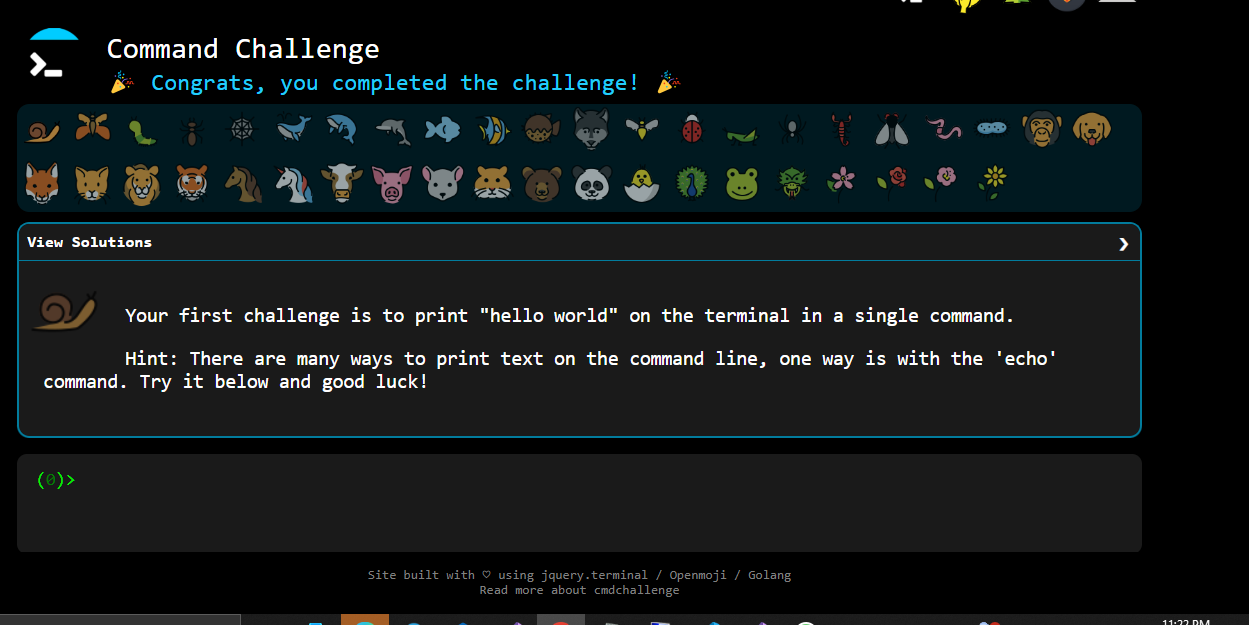 Command Challenge
🎉 Congrats, you completed the challenge! 🎉
View Solutions ❯
Your first challenge is to print "hello world" on the terminal in a single command.
Hint: There are many ways to print text on the command line, one way is with the 'echo'
command. Try it below and good luck!
(0)>
Site built with ♡ using jquery.terminal / Openmoji / Golang
Read more about cmdchallenge
11:22 PM